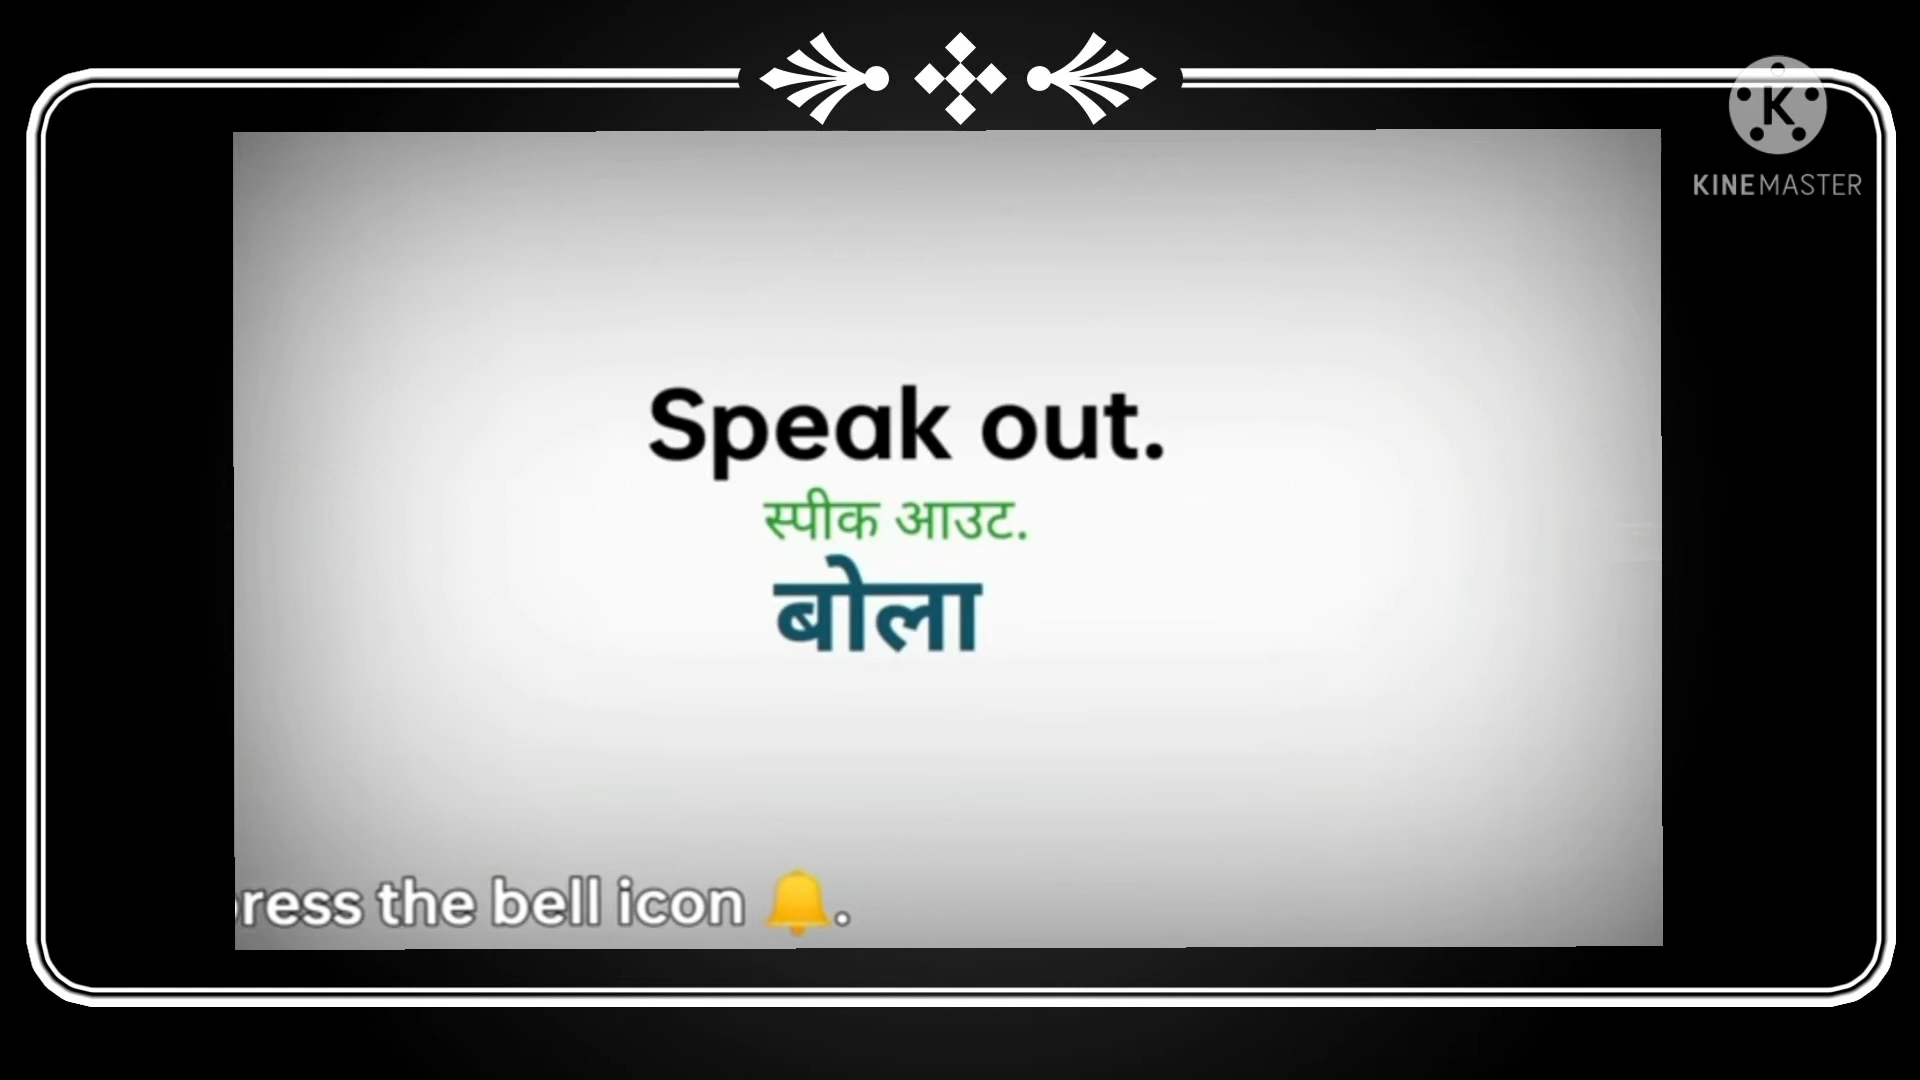 KINEMASTER
Speak out.
स्पीक आउट.
बोला
ress the bell icon 🔔.